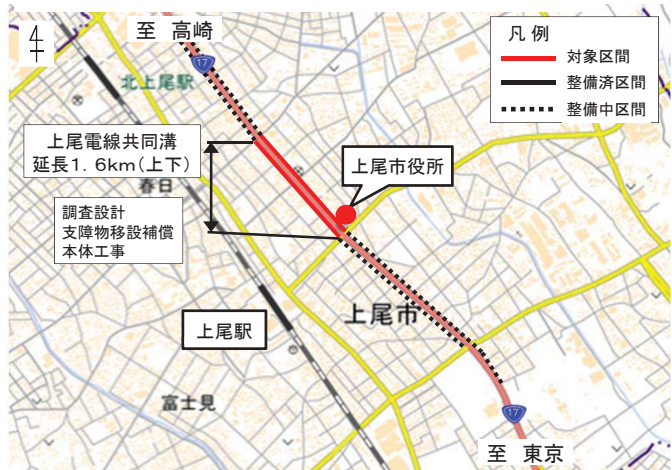 至 高崎
17
北上尾駅
凡 例
対象区間
整備済区間
整備中区間
上尾電線共同溝
延長1.6km(上下)
春日
調査設計
支障物移設補償
本体工事
上尾市役所
上尾駅
上尾市
富士見
17
至 東京